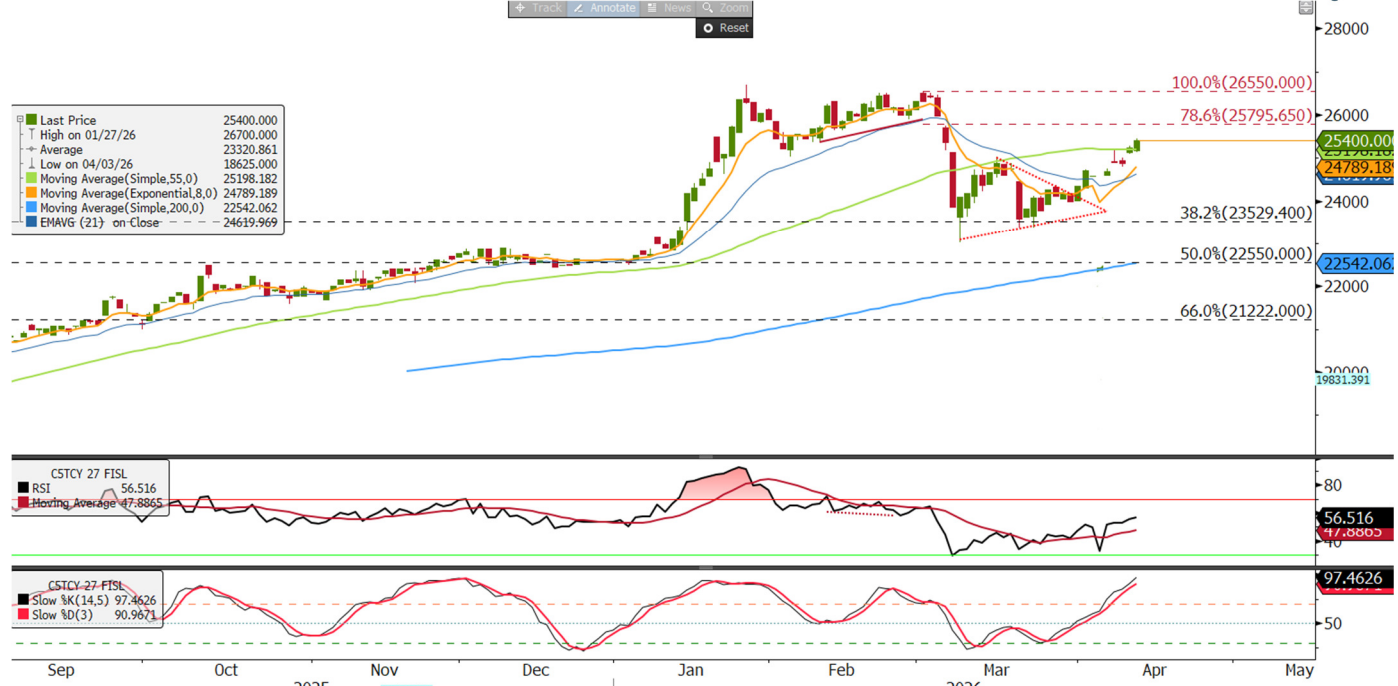 Track Annotate News Zoom
Reset
28000
100.0%(26550.000)
26000
78.6%(25795.650)
25400.000
24789.189
24000
38.2%(23529.400)
50.0%(22550.000)
22542.062
22000
66.0%(21222.000)
20000
19831.391
Last Price 25400.000
High on 01/27/26 26700.000
Average 23320.861
Low on 04/03/26 18625.000
Moving Average(Simple,55,0) 25198.182
Moving Average(Exponential,8,0) 24789.189
Moving Average(Simple,200,0) 22542.062
EMAVG (21) on Close 24619.969
C5TCY 27 FISL
RSI 56.516
Moving Average 47.8865
80
56.516
47.8865
40
C5TCY 27 FISL
Slow %K(14,5) 97.4626
Slow %D(3) 90.9671
97.4626
50
Sep Oct Nov Dec Jan Feb Mar Apr May
2025 2026